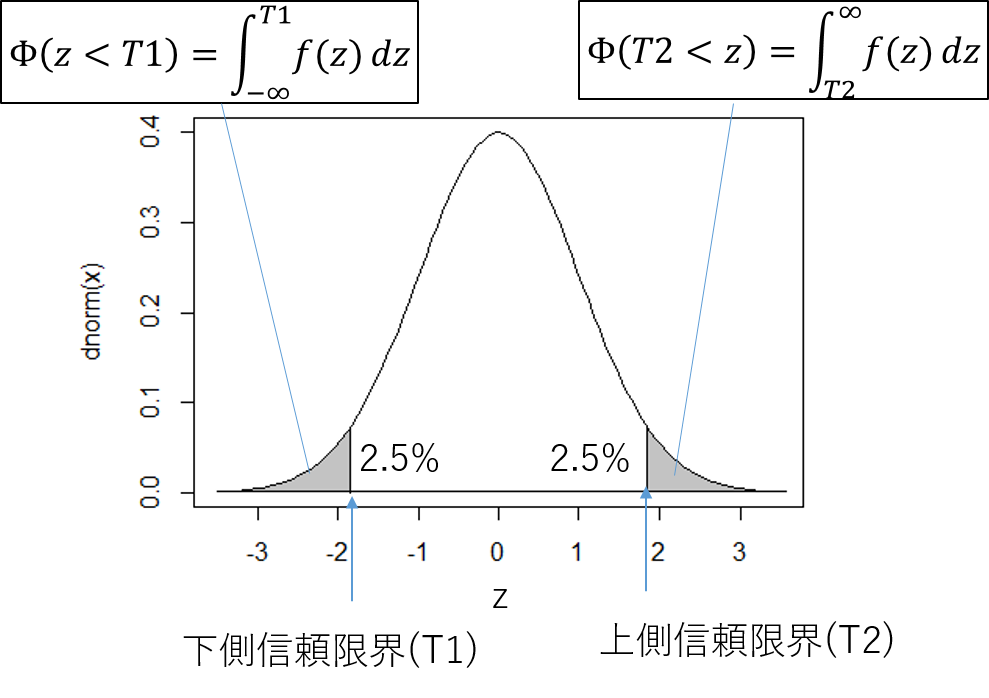 Φ(z < T1) = ∫_{-∞}^{T1} f(z) dz
Φ(T2 < z) = ∫_{T2}^{∞} f(z) dz
0.4
0.3
0.2
0.1
0.0
dnorm(x)
2.5%
2.5%
-3 -2 -1 0 1 2 3
Z
下側信頼限界(T1)
上側信頼限界(T2)